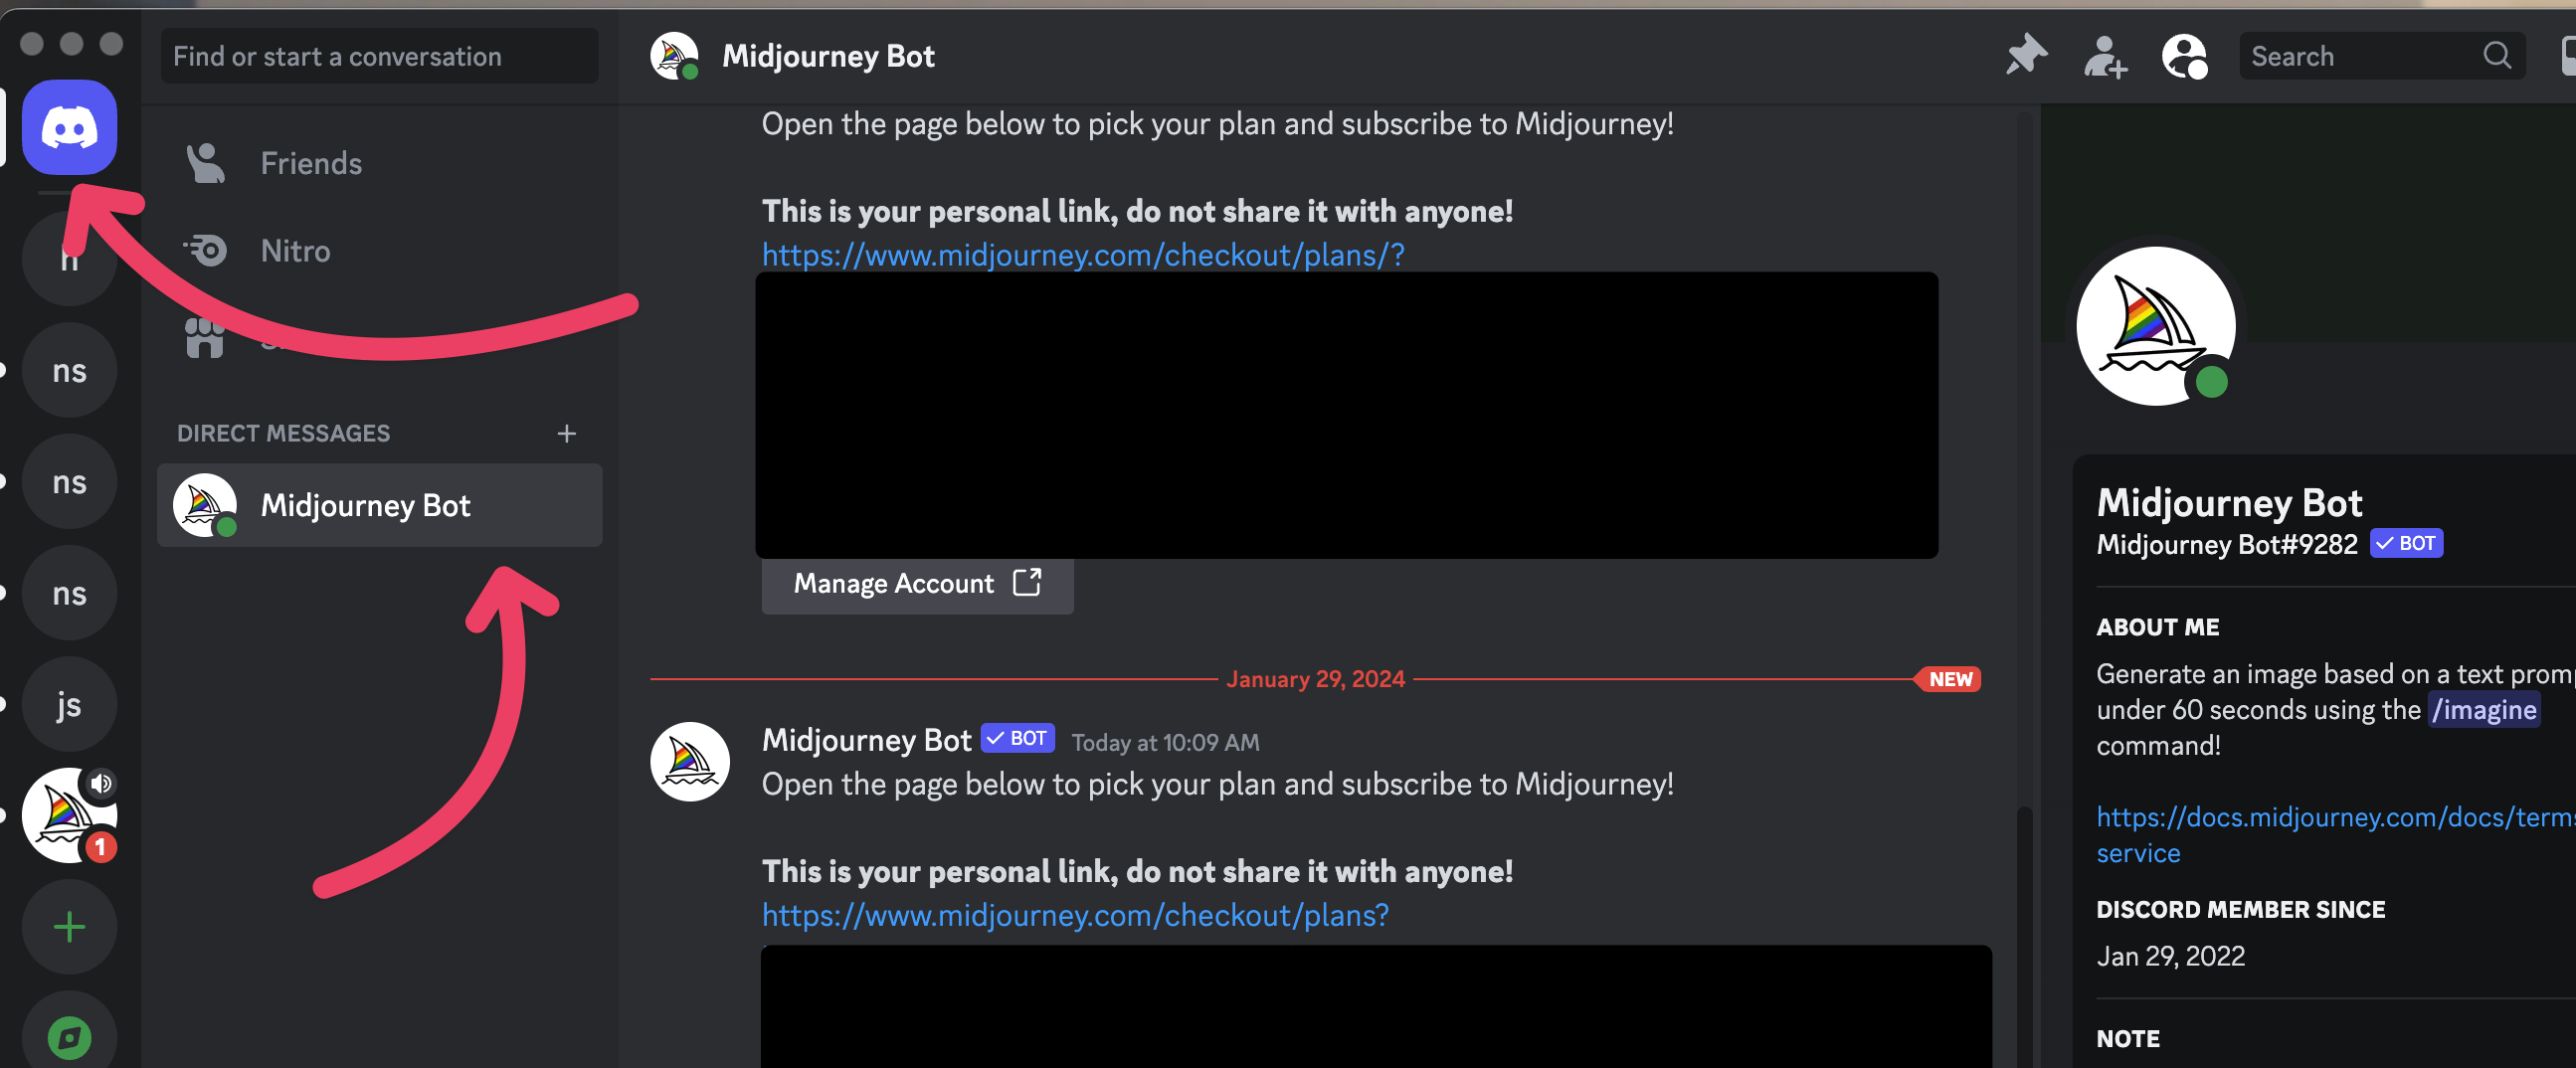 Find or start a conversation
Friends
Nitro
DIRECT MESSAGES
Midjourney Bot
ns
ns
ns
js
1
Midjourney Bot
Search
Open the page below to pick your plan and subscribe to Midjourney!
This is your personal link, do not share it with anyone!
https://www.midjourney.com/checkout/plans/?
Manage Account
January 29, 2024
NEW
Midjourney Bot BOT Today at 10:09 AM
Open the page below to pick your plan and subscribe to Midjourney!
This is your personal link, do not share it with anyone!
https://www.midjourney.com/checkout/plans?
Midjourney Bot
Midjourney Bot#9282 BOT
ABOUT ME
Generate an image based on a text promp
under 60 seconds using the /imagine
command!
https://docs.midjourney.com/docs/terms
service
DISCORD MEMBER SINCE
Jan 29, 2022
NOTE